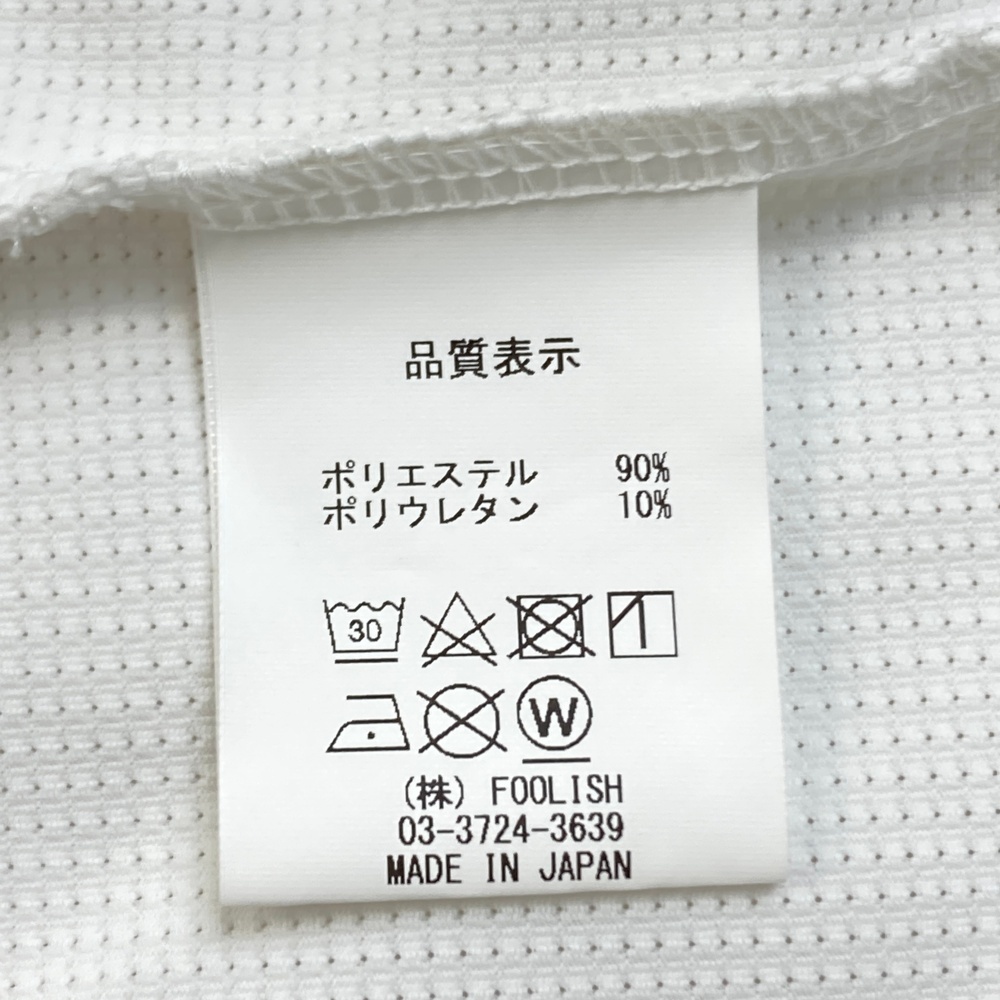 品質表示
ポリエステル 90%
ポリウレタン 10%
30
W
(株) FOOLISH
03-3724-3639
MADE IN JAPAN